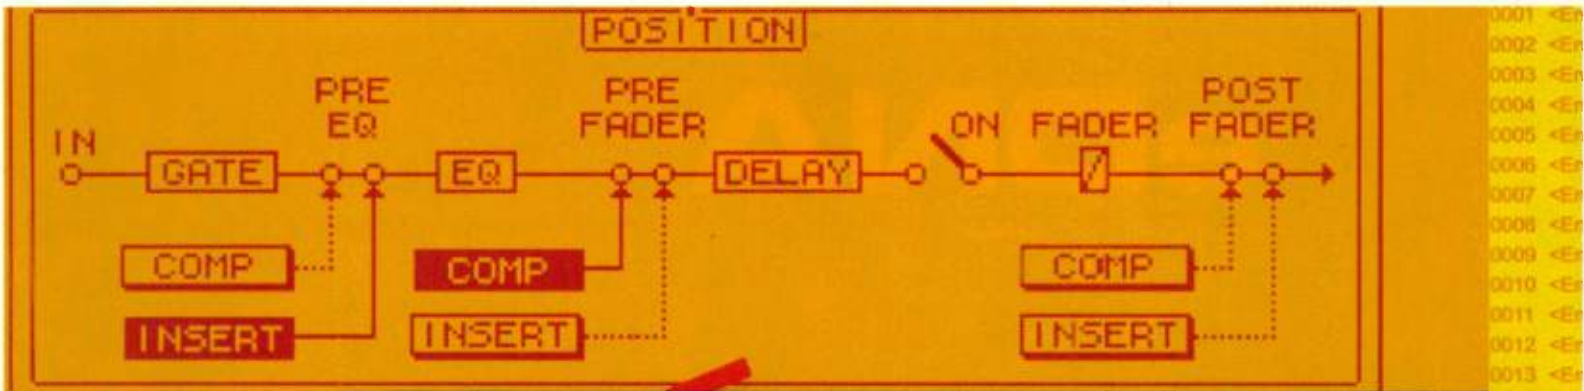 POSITION
PRE EQ
PRE FADER
POST FADER
IN
ON
FADER
GATE
EQ
DELAY
COMP
COMP
COMP
INSERT
INSERT
INSERT
0001
0002
0003
0004
0005
0006
0007
0008
0009
0010
0011
0012
0013